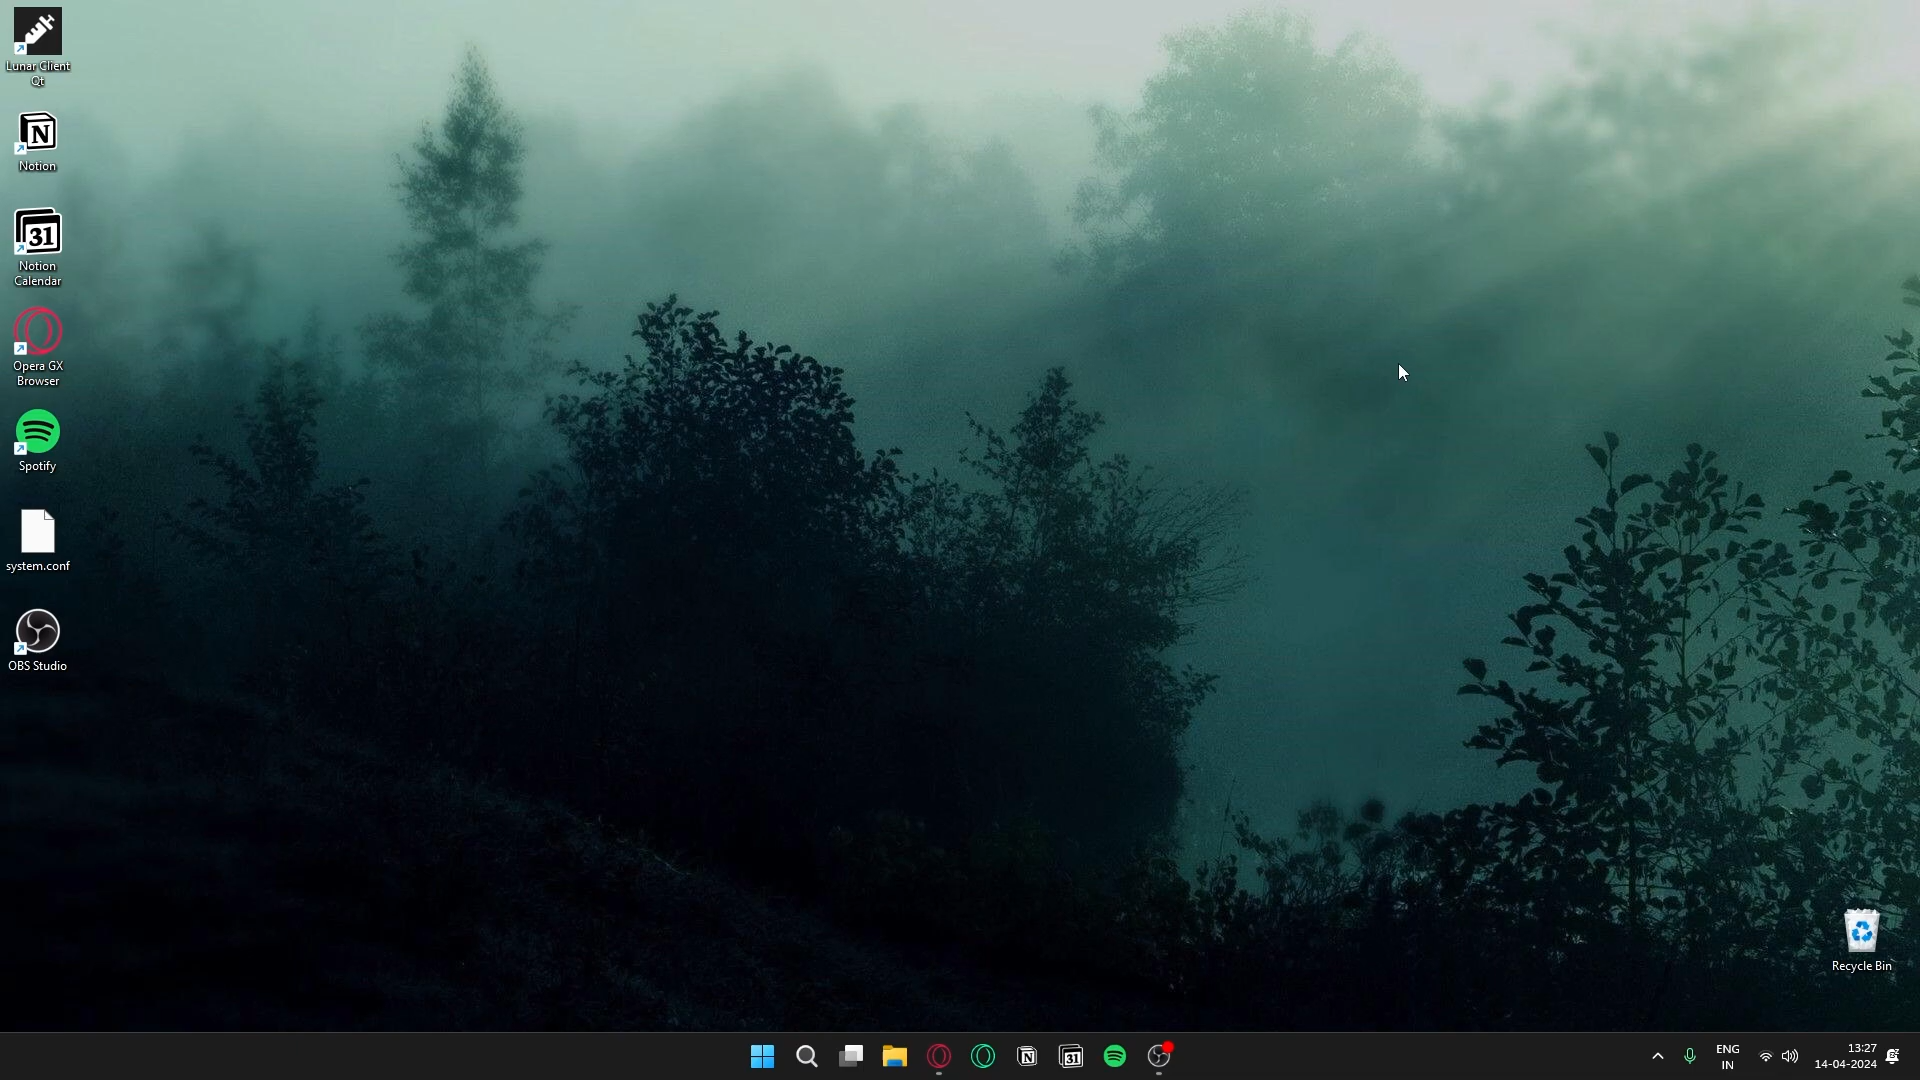 Lunar Client
Qt
Notion
31
Notion
Calendar
Opera GX
Browser
Spotify
system.conf
OBS Studio
Recycle Bin
31
ENG
IN
13:27
14-04-2024